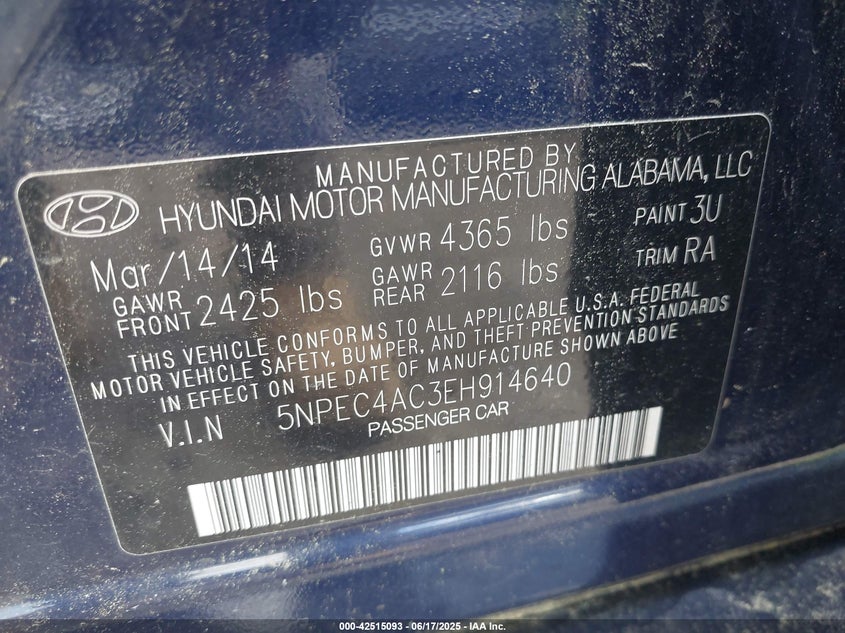 MANUFACTURED BY
HYUNDAI MOTOR MANUFACTURING ALABAMA, LLC
Mar/14/14 GVWR 4365 lbs PAINT 3U
GAWR FRONT 2425 lbs GAWR REAR 2116 lbs TRIM RA
THIS VEHICLE CONFORMS TO ALL APPLICABLE U.S.A. FEDERAL
MOTOR VEHICLE SAFETY, BUMPER, AND THEFT PREVENTION STANDARDS
IN EFFECT ON THE DATE OF MANUFACTURE SHOWN ABOVE
V.I.N 5NPEC4AC3EH914640
PASSENGER CAR
000-42515093 - 06/17/2025 - IAA Inc.